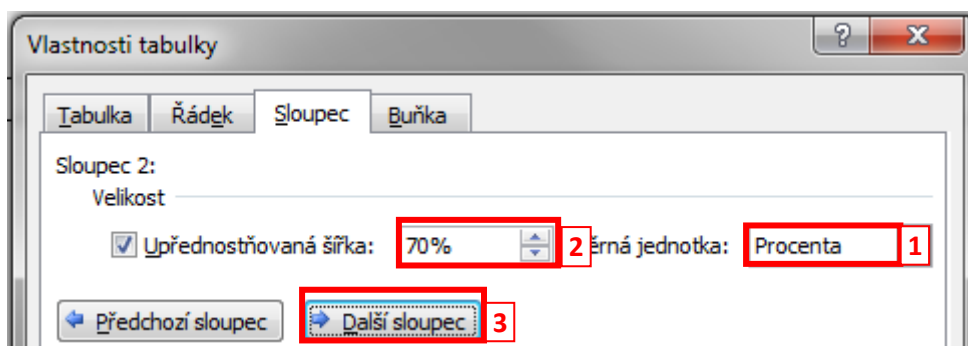 Vlastnosti tabulky
Tabulka Řádek Sloupec Buňka
Sloupec 2:
Velikost
Upřednostňovaná šířka: 70% 2 ěrná jednotka: Procenta 1
Předchozí sloupec Další sloupec 3